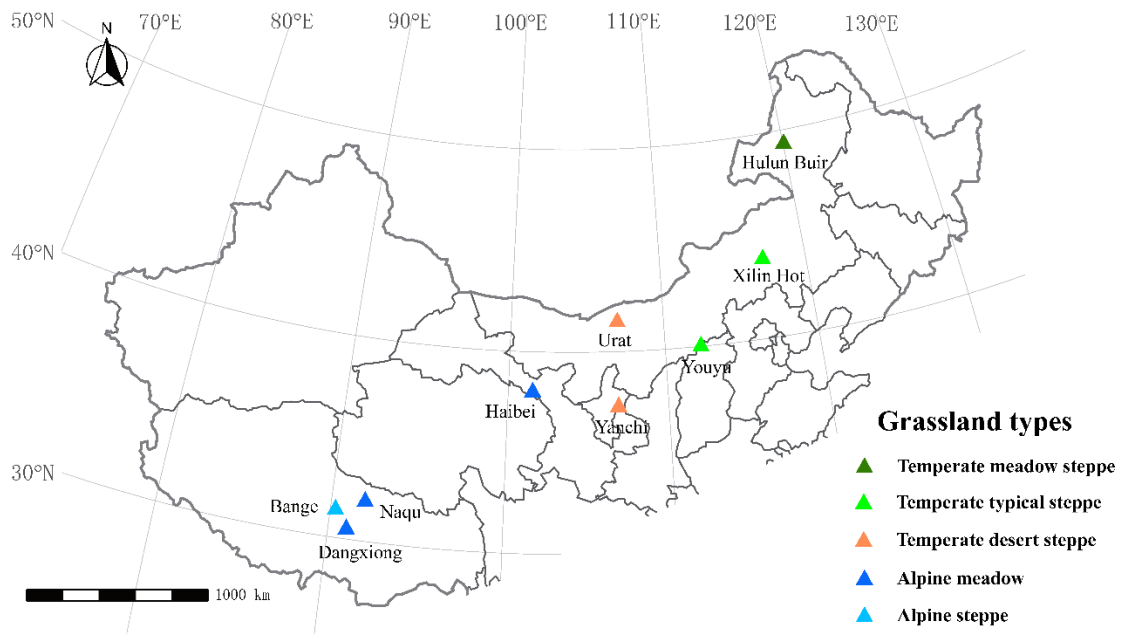 50°N
70°E
80°E
90°E
100°E
110°E
120°E
130°E
N
Hulun Buir
40°N
Xilin Hot
Urat
Youyu
Haibei
Yanchi
30°N
Bange
Naqu
Dangxiong
1000 km
Grassland types
Temperate meadow steppe
Temperate typical steppe
Temperate desert steppe
Alpine meadow
Alpine steppe